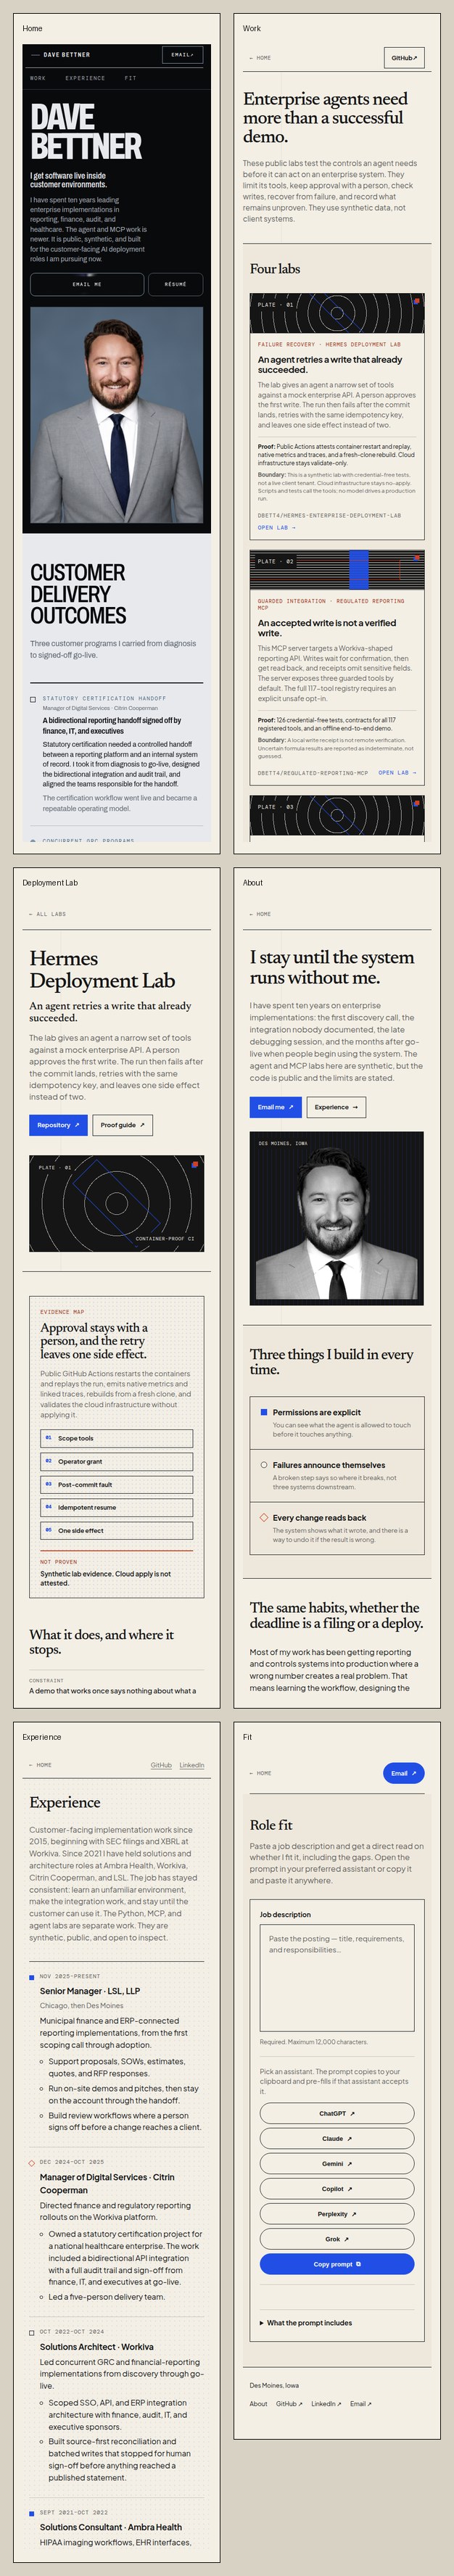 Home
DAVE BETTNER
EMAIL↗
WORK EXPERIENCE FIT
DAVE
BETTNER
I get software live inside
customer environments.
I have spent ten years leading
enterprise implementations in
reporting, finance, audit, and
healthcare. The agent and MCP work is
newer. It is public, synthetic, and built
for the customer-facing AI deployment
roles I am pursuing now.
EMAIL ME
RÉSUMÉ
CUSTOMER
DELIVERY
OUTCOMES
Three customer programs I carried from diagnosis
to signed-off go-live.
STATUTORY CERTIFICATION HANDOFF
Manager of Digital Services · Citrin Cooperman
A bidirectional reporting handoff signed off by
finance, IT, and executives
Statutory certification needed a controlled handoff
between a reporting platform and an internal system
of record. I took it from diagnosis to go-live, designed
the bidirectional integration and audit trail, and
aligned the teams responsible for the handoff.
The certification workflow went live and became a
repeatable operating model.
CONCURRENT GRC PROGRAMS
Work
← HOME
GitHub↗
Enterprise agents need
more than a successful
demo.
These public labs test the controls an agent needs
before it can act on an enterprise system. They
limit its tools, keep approval with a person, check
writes, recover from failure, and record what
remains unproven. They use synthetic data, not
client systems.
Four labs
PLATE · 01
FAILURE RECOVERY · HERMES DEPLOYMENT LAB
An agent retries a write that already
succeeded.
The lab gives an agent a narrow set of tools
against a mock enterprise API. A person approves
the first write. The run then fails after the commit
lands, retries with the same idempotency key,
and leaves one side effect instead of two.
Proof: Public Actions attests container restart and replay,
native metrics and traces, and a fresh-clone rebuild. Cloud
infrastructure stays validate-only.
Boundary: This is a synthetic lab with credential-free tests,
not a live client tenant. Cloud infrastructure stays no-apply.
Scripts and tests call the tools; no model drives a production
run.
DBETT4/HERMES-ENTERPRISE-DEPLOYMENT-LAB
OPEN LAB →
PLATE · 02
GUARDED INTEGRATION · REGULATED REPORTING
MCP
An accepted write is not a verified
write.
This MCP server targets a Workiva-shaped
reporting API. Writes wait for confirmation, then
get read back, and receipts omit sensitive fields.
The server exposes three guarded tools by
default. The full 117-tool registry requires an
explicit unsafe opt-in.
Proof: 126 credential-free tests, contracts for all 117
registered tools, and an offline end-to-end demo.
Boundary: A local write receipt is not remote verification.
Uncertain formula results are reported as indeterminate, not
guessed.
DBETT4/REGULATED-REPORTING-MCP OPEN LAB →
PLATE · 03
Deployment Lab
← ALL LABS
Hermes
Deployment Lab
An agent retries a write that already
succeeded.
The lab gives an agent a narrow set of tools
against a mock enterprise API. A person
approves the first write. The run then fails after
the commit lands, retries with the same
idempotency key, and leaves one side effect
instead of two.
Repository ↗
Proof guide ↗
PLATE · 01
CONTAINER-PROOF CI
EVIDENCE MAP
Approval stays with a
person, and the retry
leaves one side effect.
Public GitHub Actions restarts the containers
and replays the run, emits native metrics and
linked traces, rebuilds from a fresh clone, and
validates the cloud infrastructure without
applying it.
01 Scope tools
02 Operator grant
03 Post-commit fault
04 Idempotent resume
05 One side effect
NOT PROVEN
Synthetic lab evidence. Cloud apply is not
attested.
What it does, and where it
stops.
CONSTRAINT
A demo that works once says nothing about what a
About
← HOME
I stay until the system
runs without me.
I have spent ten years on enterprise
implementations: the first discovery call, the
integration nobody documented, the late
debugging session, and the months after go-
live when people begin using the system. The
agent and MCP labs here are synthetic, but the
code is public and the limits are stated.
Email me ↗
Experience →
DES MOINES, IOWA
Three things I build in every
time.
Permissions are explicit
You can see what the agent is allowed to touch
before it touches anything.
Failures announce themselves
A broken step says so where it breaks, not
three systems downstream.
Every change reads back
The system shows what it wrote, and there is a
way to undo it if the result is wrong.
The same habits, whether the
deadline is a filing or a deploy.
Most of my work has been getting reporting
and controls systems into production where a
wrong number creates a real problem. That
means learning the workflow, designing the
Experience
← HOME
GitHub LinkedIn
Experience
Customer-facing implementation work since
2015, beginning with SEC filings and XBRL at
Workiva. Since 2021 I have held solutions and
architecture roles at Ambra Health, Workiva,
Citrin Cooperman, and LSL. The job has stayed
consistent: learn an unfamiliar environment,
make the integration work, and stay until the
customer can use it. The Python, MCP, and
agent labs are separate work. They are
synthetic, public, and open to inspect.
NOV 2025–PRESENT
Senior Manager · LSL, LLP
Chicago, then Des Moines
Municipal finance and ERP-connected
reporting implementations, from the first
scoping call through adoption.
Support proposals, SOWs, estimates,
quotes, and RFP responses.
Run on-site demos and pitches, then stay
on the account through the handoff.
Build review workflows where a person
signs off before a change reaches a client.
DEC 2024–OCT 2025
Manager of Digital Services · Citrin
Cooperman
Directed finance and regulatory reporting
rollouts on the Workiva platform.
Owned a statutory certification project for
a national healthcare enterprise. The work
included a bidirectional API integration
with a full audit trail and sign-off from
finance, IT, and executives at go-live.
Led a five-person delivery team.
OCT 2022–OCT 2024
Solutions Architect · Workiva
Led concurrent GRC and financial-reporting
implementations from discovery through go-
live.
Scoped SSO, API, and ERP integration
architecture with finance, audit, IT, and
executive sponsors.
Built source-first reconciliation and
batched writes that stopped for human
sign-off before anything reached a
published statement.
SEPT 2021–OCT 2022
Solutions Consultant · Ambra Health
HIPAA imaging workflows, EHR interfaces,
Fit
← HOME
Email ↗
Role fit
Paste a job description and get a direct read on
whether I fit it, including the gaps. Open the
prompt in your preferred assistant or copy it
and paste it anywhere.
Job description
Paste the posting — title, requirements,
and responsibilities…
Required. Maximum 12,000 characters.
Pick an assistant. The prompt copies to your
clipboard and pre-fills if that assistant accepts
it.
ChatGPT ↗
Claude ↗
Gemini ↗
Copilot ↗
Perplexity ↗
Grok ↗
Copy prompt ⧉
▸ What the prompt includes
Des Moines, Iowa
About GitHub ↗ LinkedIn ↗ Email ↗